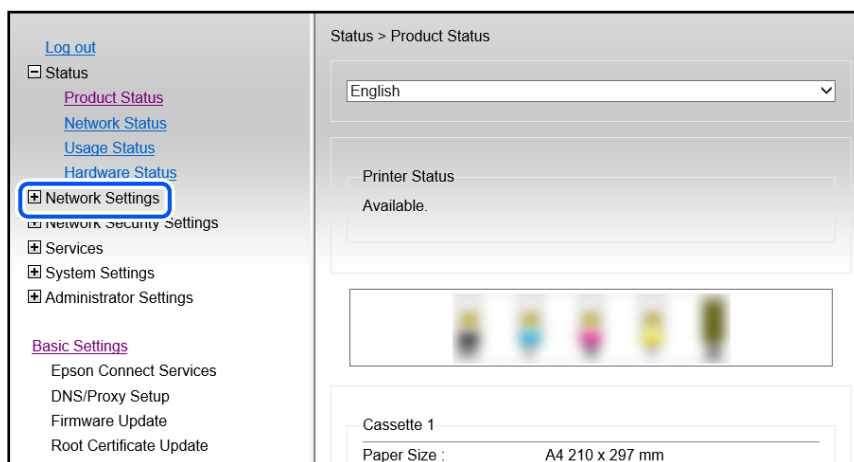 Log out
Status
Product Status
Network Status
Usage Status
Hardware Status
Network Settings
Network Security Settings
Services
System Settings
Administrator Settings
Basic Settings
Epson Connect Services
DNS/Proxy Setup
Firmware Update
Root Certificate Update
Status > Product Status
English
Printer Status
Available.
Cassette 1
Paper Size : A4 210 x 297 mm